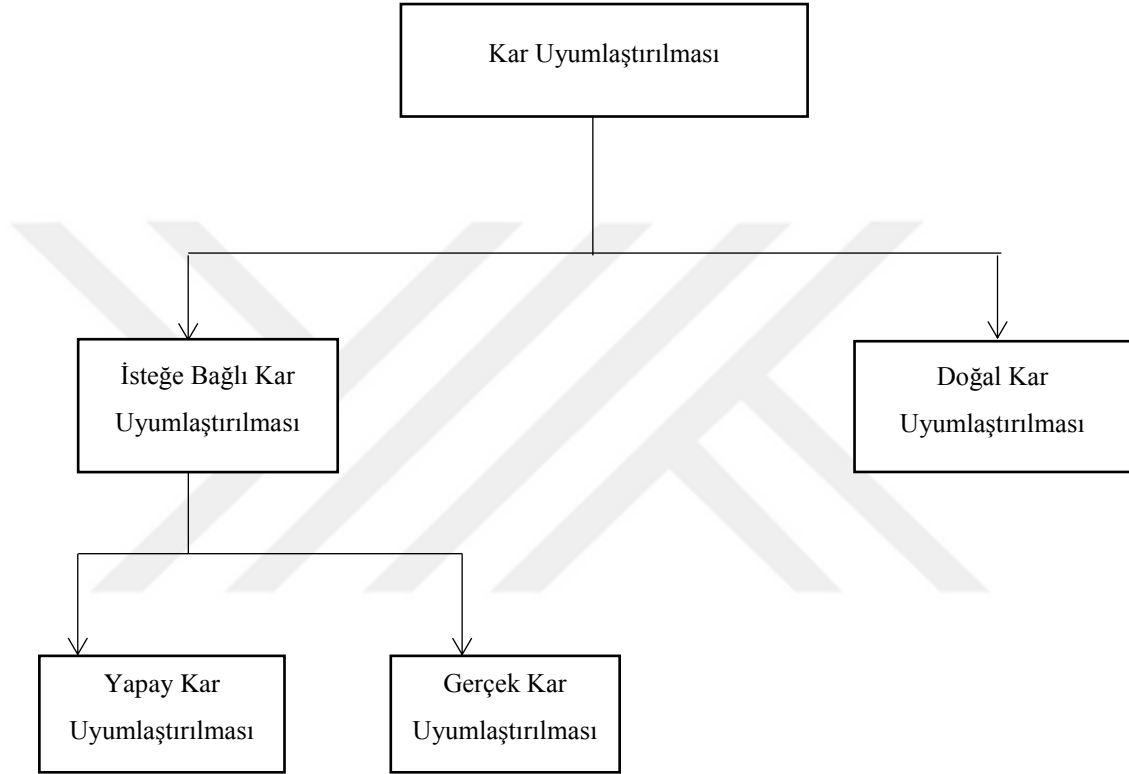 Kar Uyumlaştırılması
İsteğe Bağlı Kar
Uyumlaştırılması
Doğal Kar
Uyumlaştırılması
Yapay Kar
Uyumlaştırılması
Gerçek Kar
Uyumlaştırılması